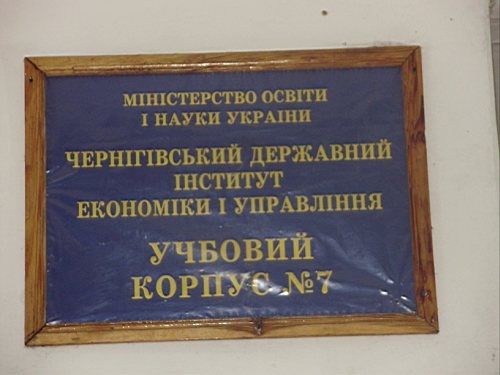 МІНІСТЕРСТВО ОСВІТИ
І НАУКИ УКРАЇНИ
ЧЕРНІГІВСЬКИЙ ДЕРЖАВНИЙ
ІНСТИТУТ
ЕКОНОМІКИ І УПРАВЛІННЯ
УЧБОВИЙ
КОРПУС №7